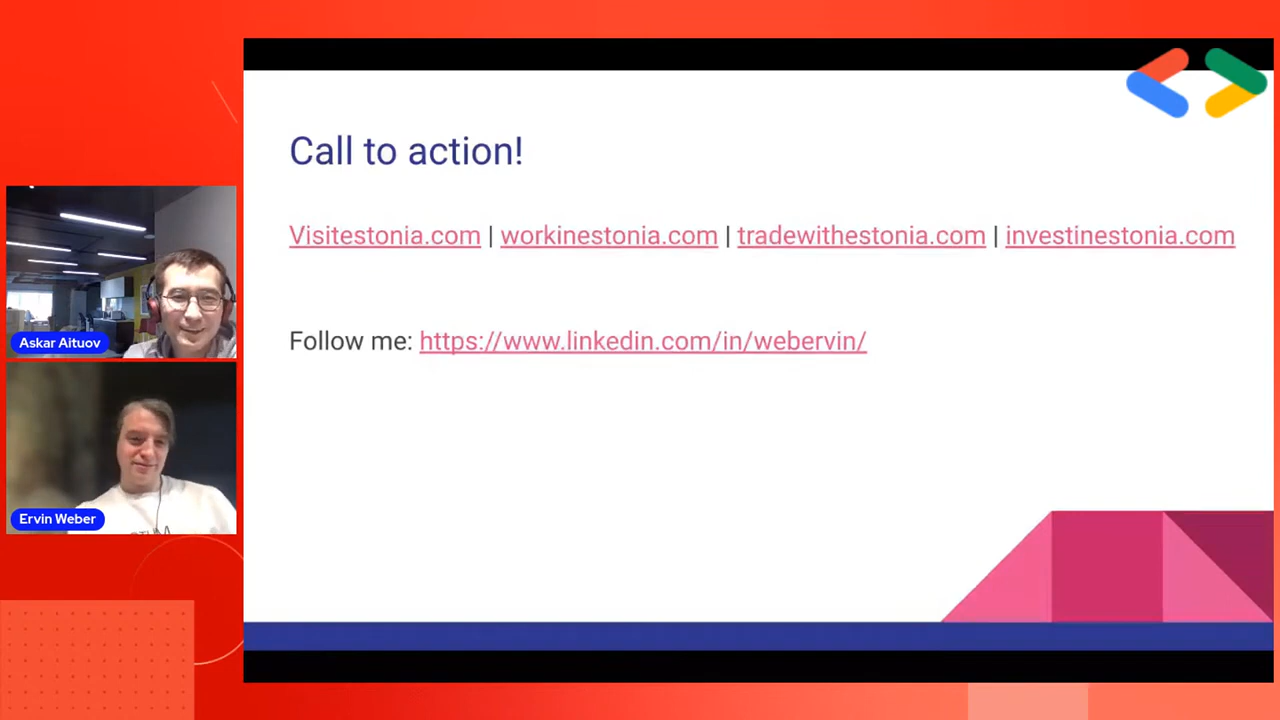 Call to action!
Visitestonia.com | workinestonia.com | tradewithestonia.com | investinestonia.com
Follow me: https://www.linkedin.com/in/webervin/
Askar Aituov
Ervin Weber